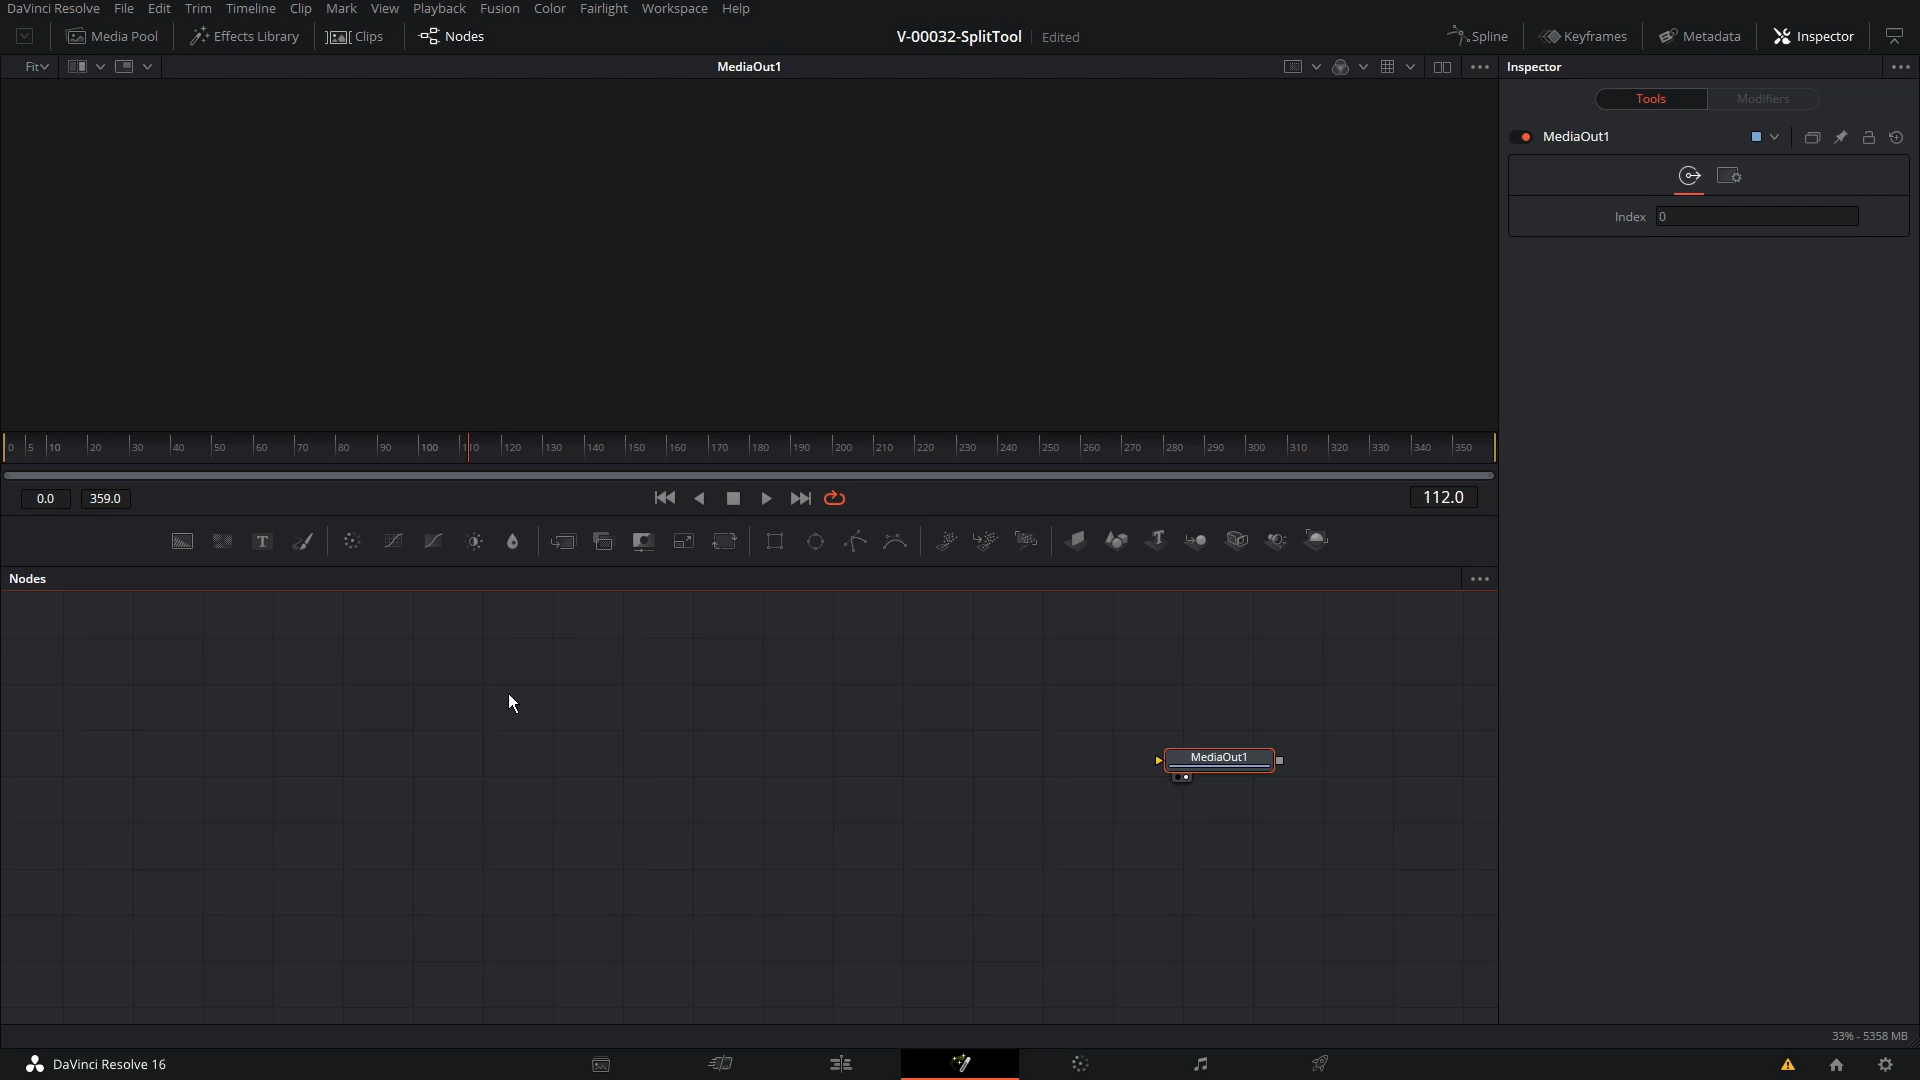 DaVinci Resolve File Edit Trim Timeline Clip Mark View Playback Fusion Color Fairlight Workspace Help
Media Pool Effects Library Clips Nodes V-00032-SplitTool Edited Spline Keyframes Metadata Inspector
Fit MediaOut1 Inspector
Tools Modifiers
MediaOut1
Index 0
0 5 10 20 30 40 50 60 70 80 90 100 110 120 130 140 150 160 170 180 190 200 210 220 230 240 250 260 270 280 290 300 310 320 330 340 350
0.0 359.0 112.0
T
Nodes
MediaOut1
33% - 5358 MB
DaVinci Resolve 16